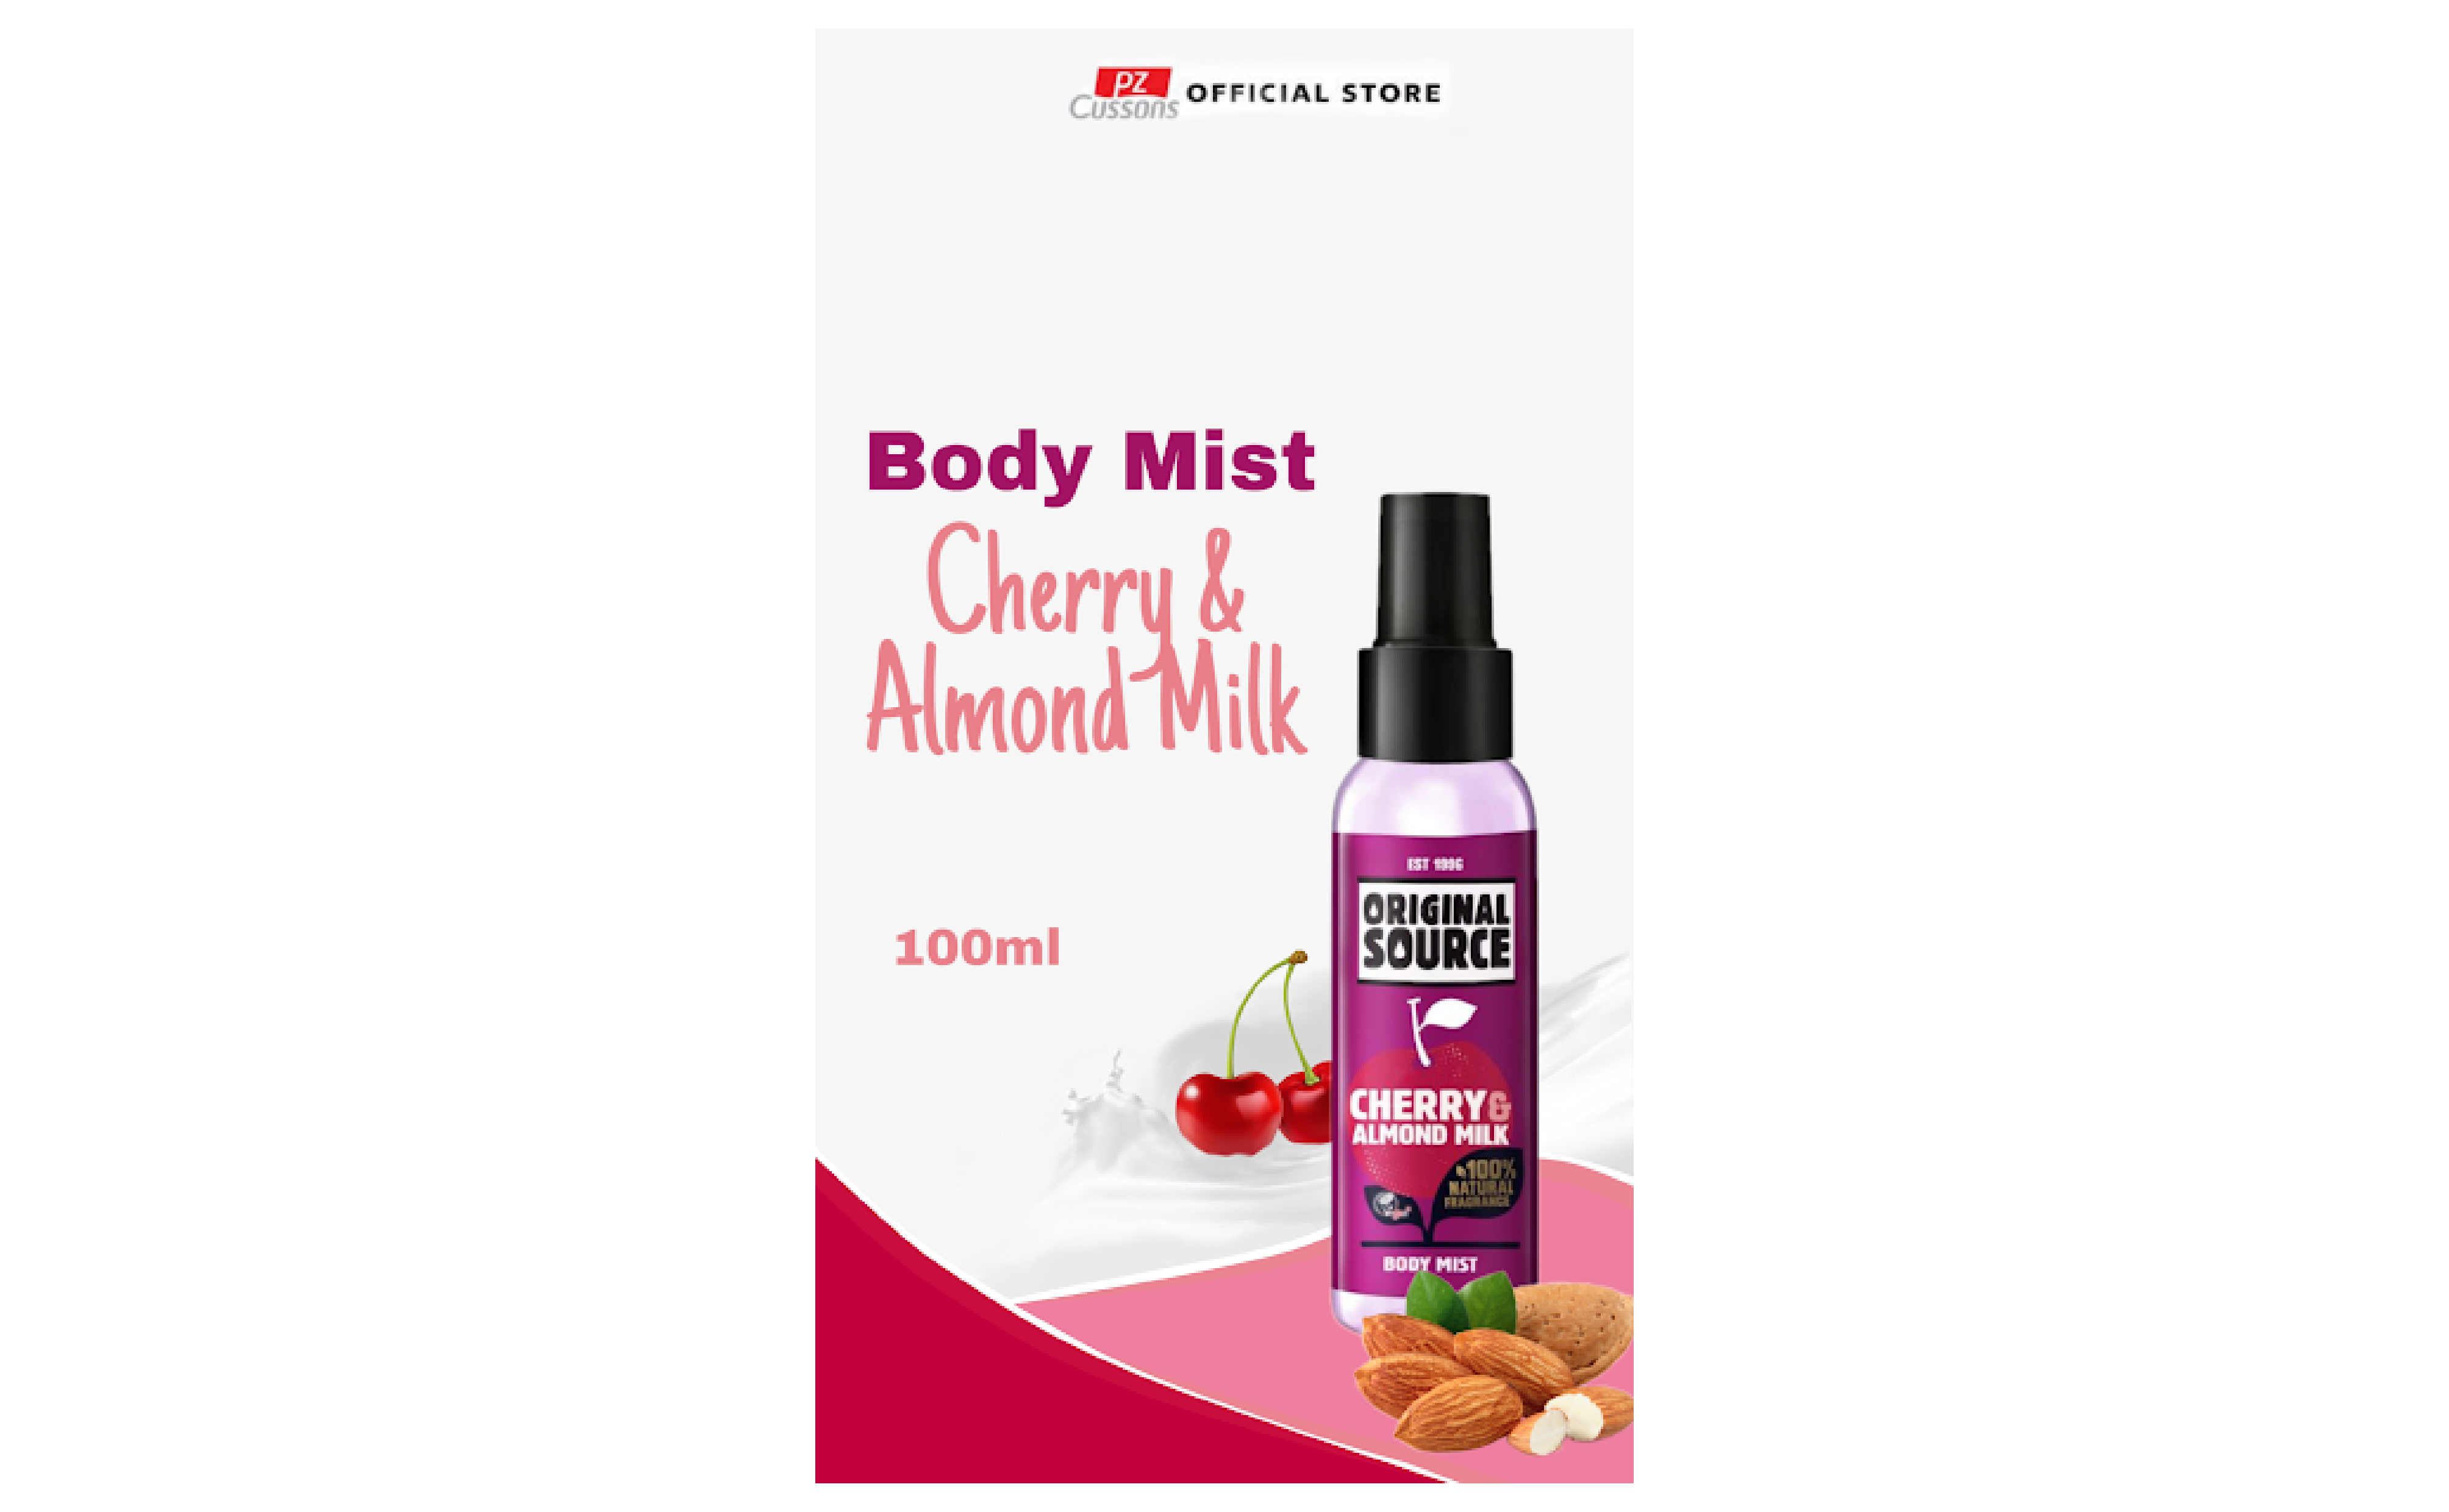 PZ
Cussons OFFICIAL STORE
Body Mist
Cherry &
Almond Milk
100ml
EST 1996
ORIGINAL
SOURCE
CHERRY&
ALMOND MILK
100%
NATURAL
FRAGRANCE
BODY MIST